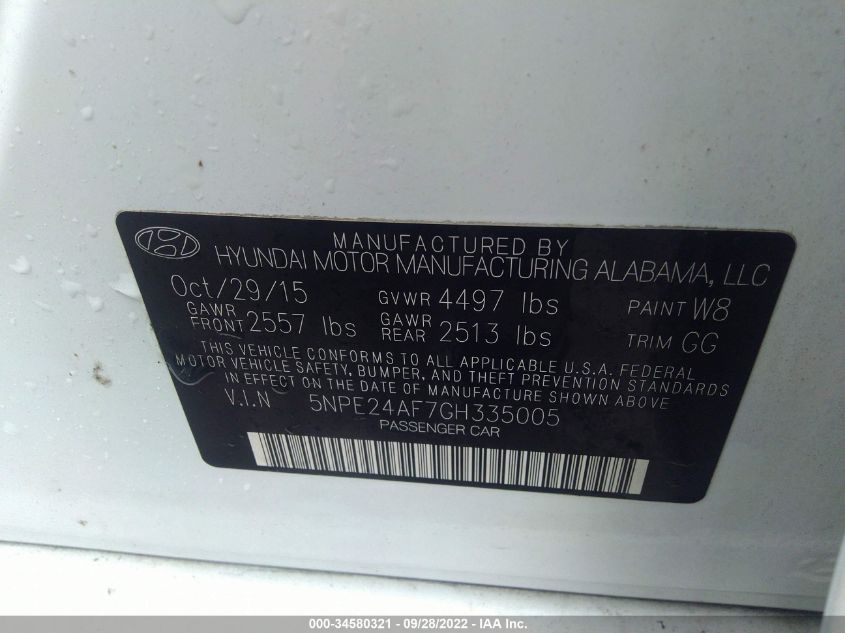 MANUFACTURED BY
HYUNDAI MOTOR MANUFACTURING ALABAMA, LLC
Oct/29/15 GVWR 4497 lbs PAINT W8
GAWR FRONT 2557 lbs GAWR REAR 2513 lbs TRIM GG
THIS VEHICLE CONFORMS TO ALL APPLICABLE U.S.A. FEDERAL
MOTOR VEHICLE SAFETY, BUMPER, AND THEFT PREVENTION STANDARDS
IN EFFECT ON THE DATE OF MANUFACTURE SHOWN ABOVE
V.I.N 5NPE24AF7GH335005
PASSENGER CAR
000-34580321 - 09/28/2022 - IAA Inc.